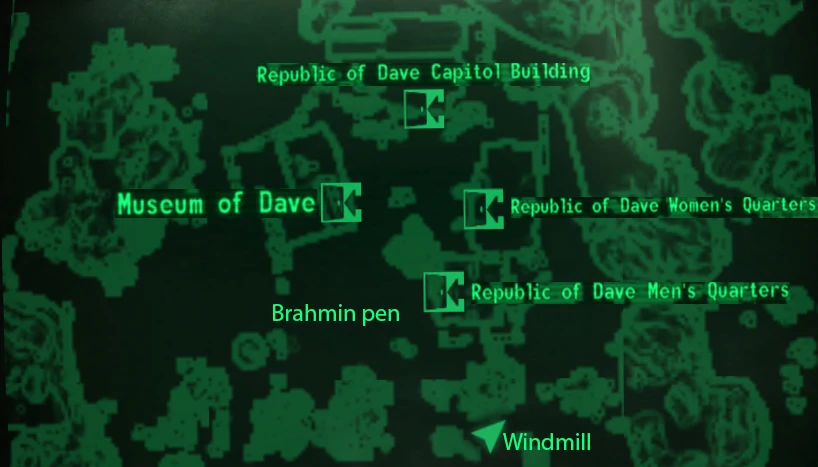 Republic of Dave Capitol Building
Museum of Dave
Republic of Dave Women's Quarters
Republic of Dave Men's Quarters
Brahmin pen
Windmill